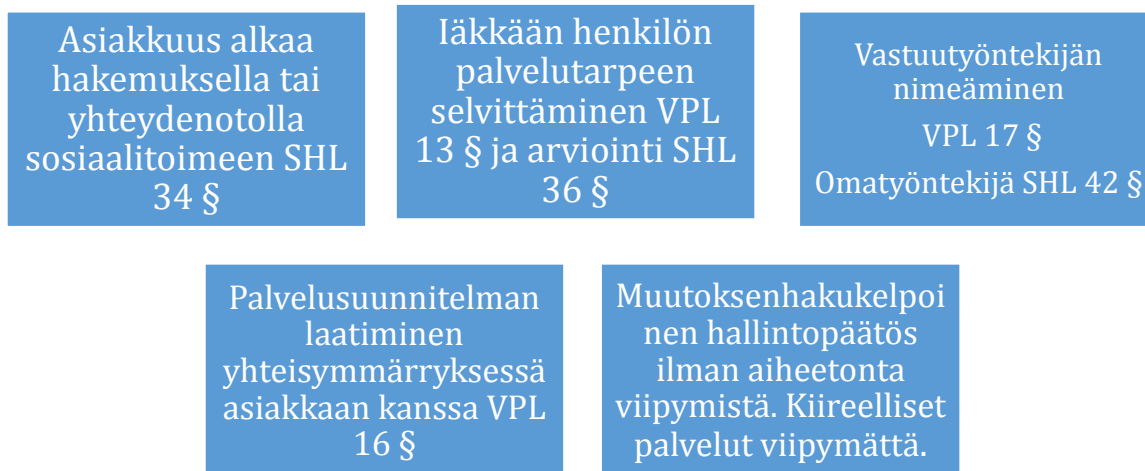 Asiakkuus alkaa
hakemuksella tai
yhteydenotolla
sosiaalitoimeen SHL
34 §
Iäkkään henkilön
palvelutarpeen
selvittäminen VPL
13 § ja arviointi SHL
36 §
Vastuutyöntekijän
nimeäminen
VPL 17 §
Omatyöntekijä SHL 42 §
Palvelusuunnitelman
laatiminen
yhteisymmärryksessä
asiakkaan kanssa VPL
16 §
Muutoksenhakukelpoi
nen hallintopäätös
ilman aiheetonta
viipymistä. Kiireelliset
palvelut viipymättä.